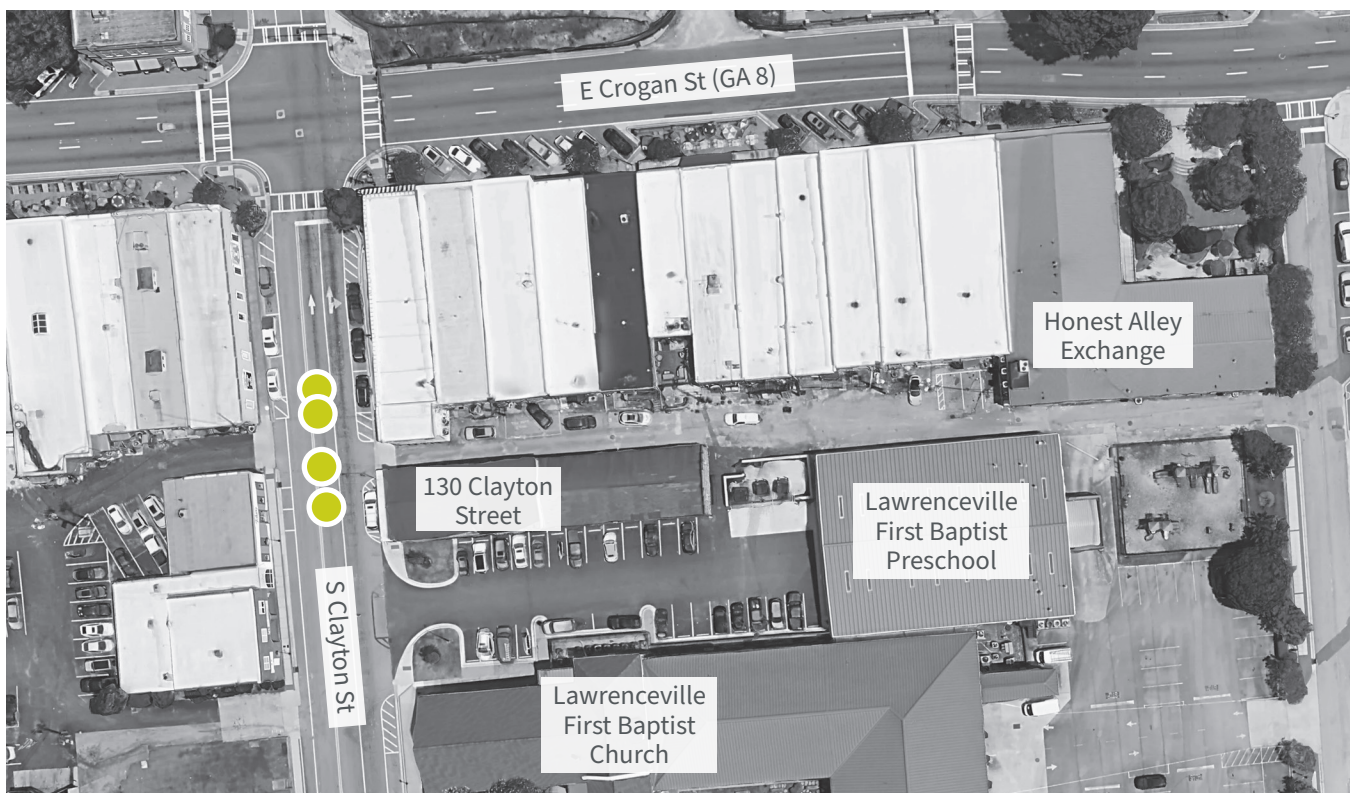 E Crogan St (GA 8)
Honest Alley
Exchange
130 Clayton
Street
Lawrenceville
First Baptist
Preschool
S Clayton St
Lawrenceville
First Baptist
Church